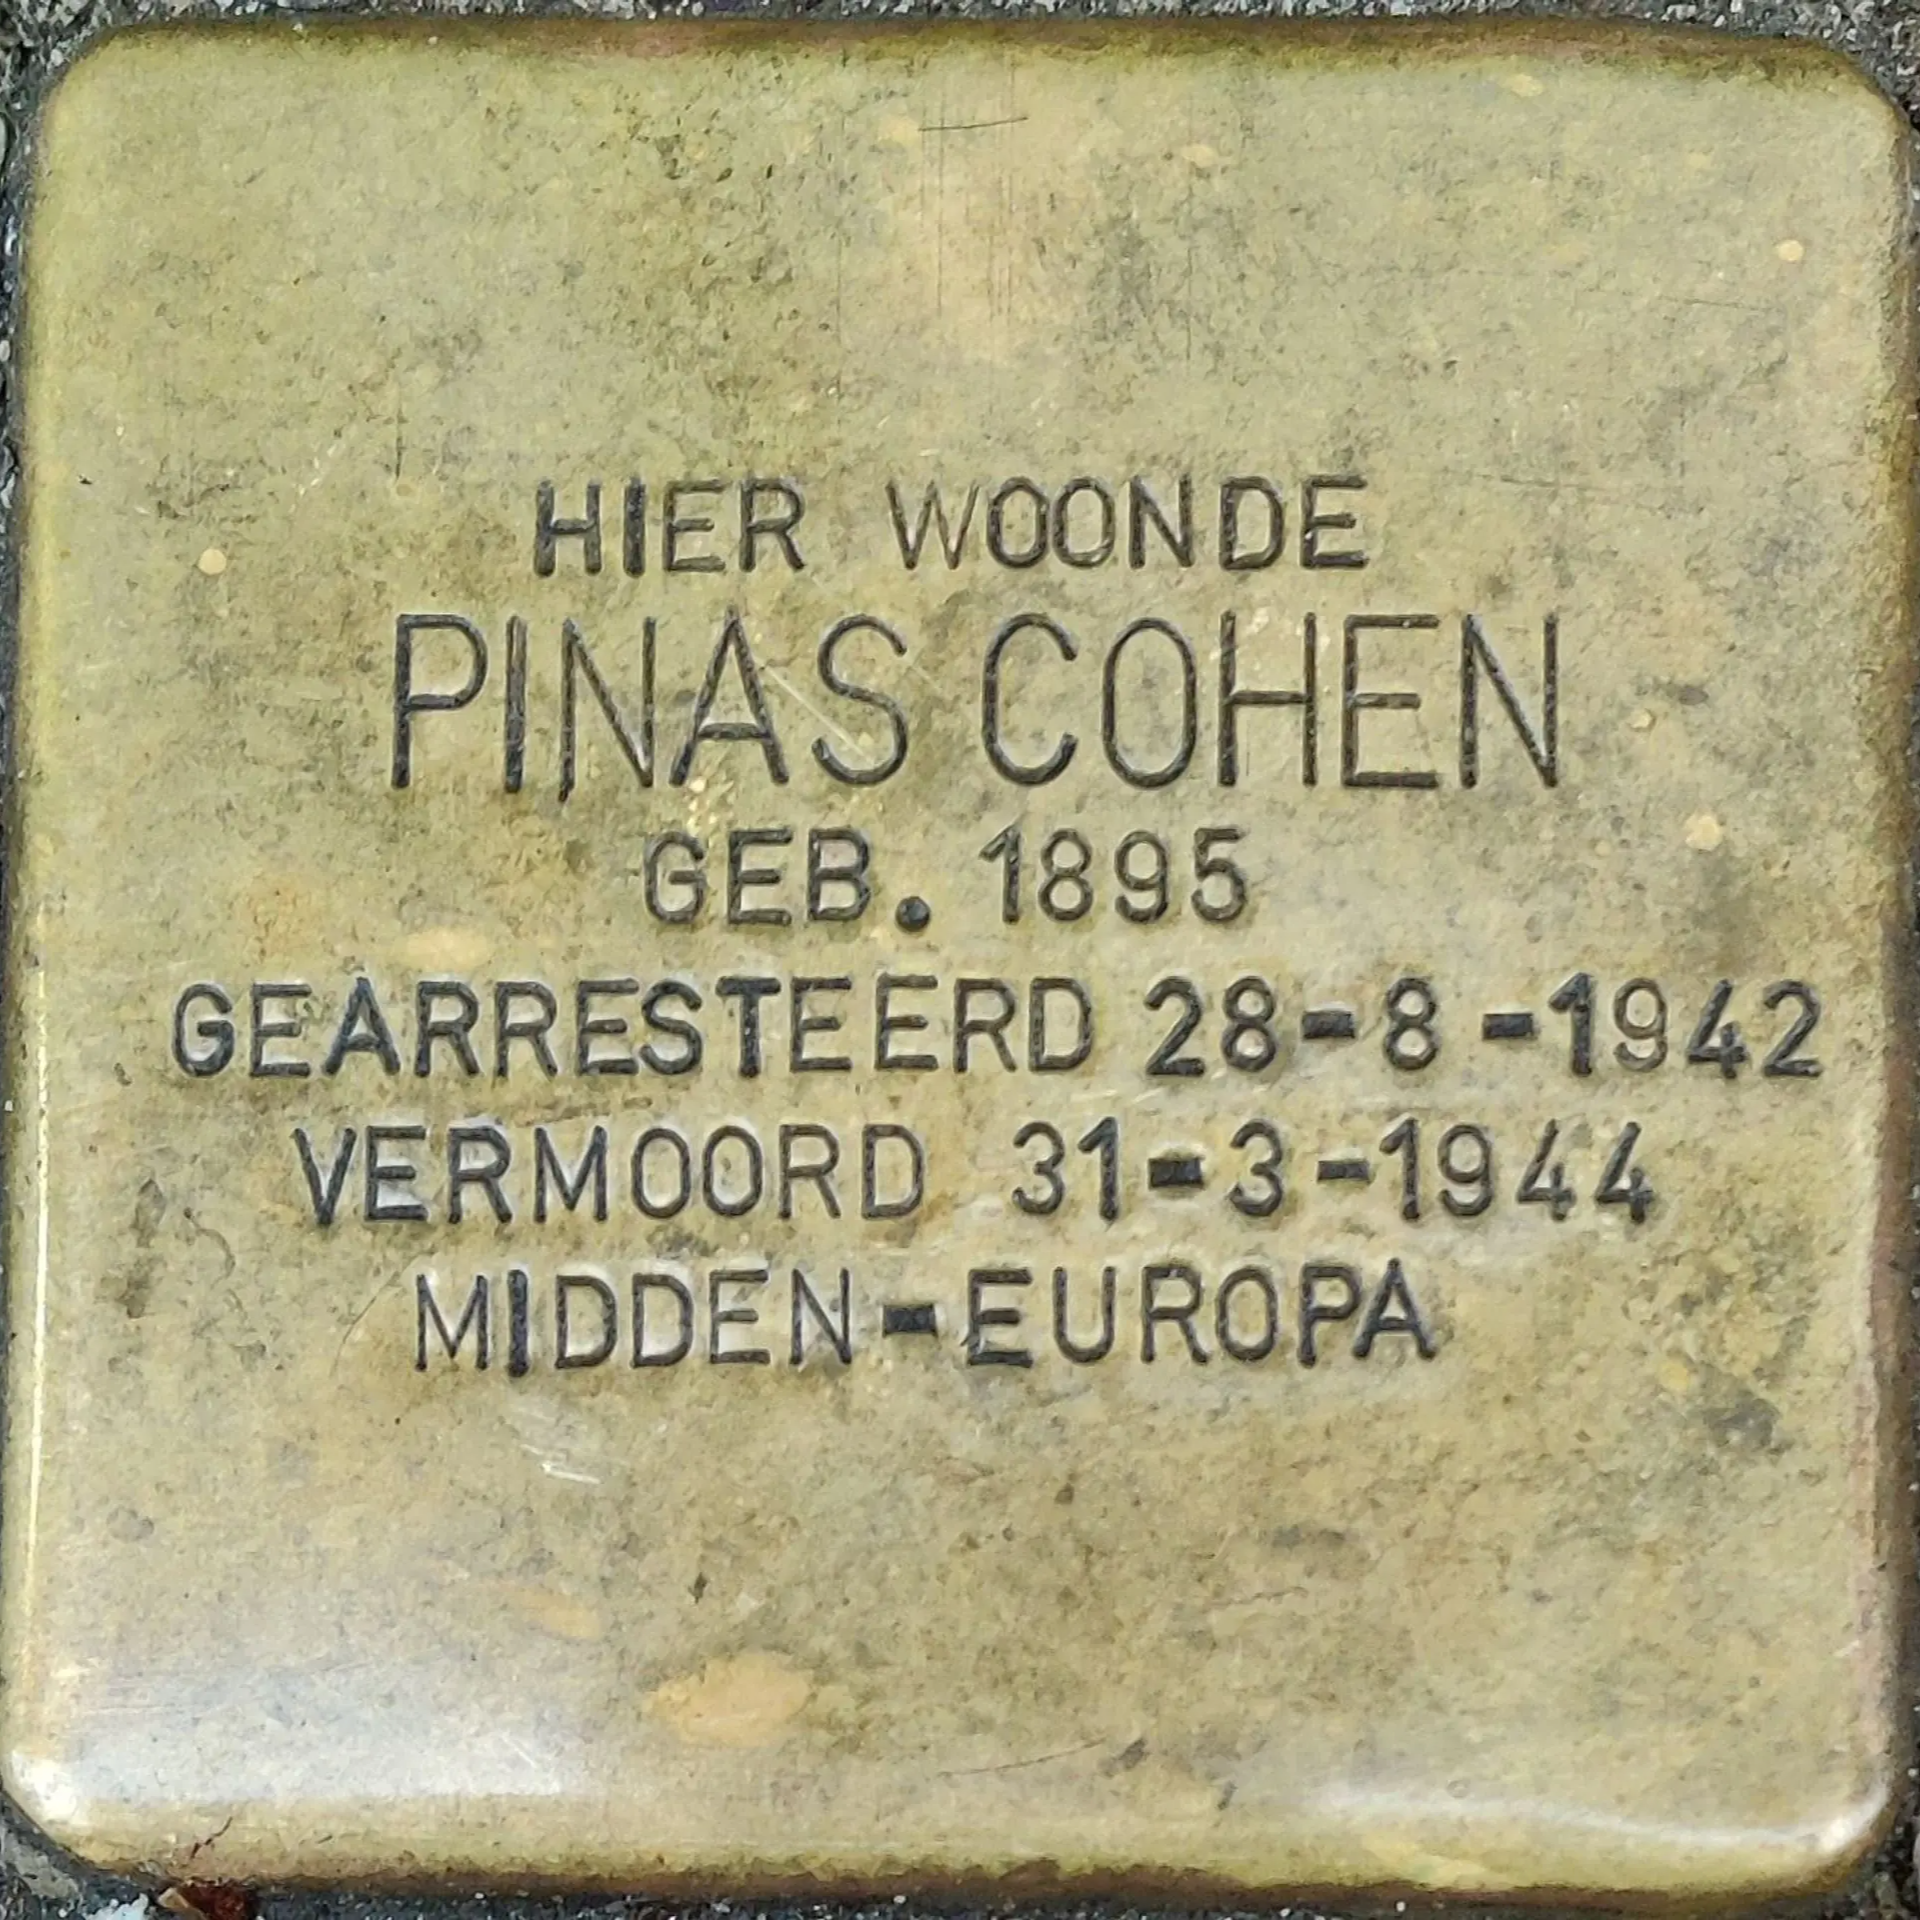 HIER WOONDE
PINAS COHEN
GEB. 1895
GEARRESTEERD 28-8-1942
VERMOORD 31-3-1944
MIDDEN-EUROPA